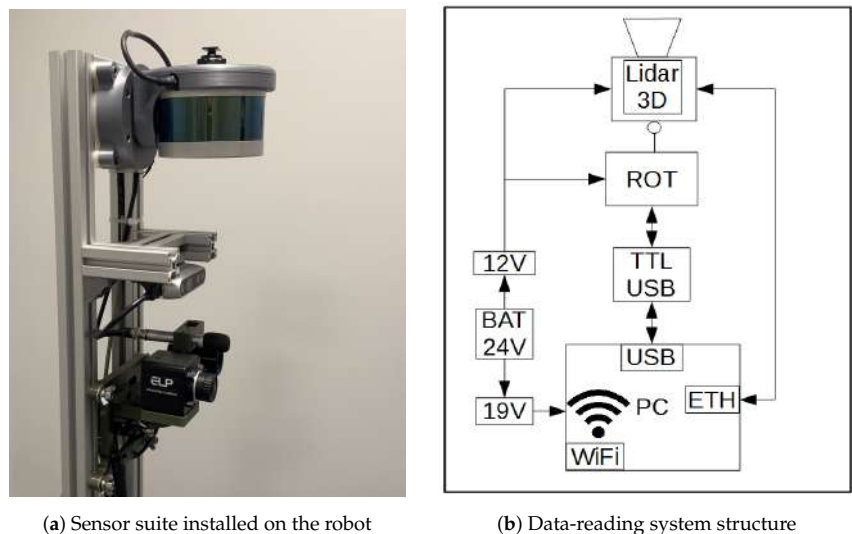 ELP
Lidar
3D
ROT
12V
TTL
USB
BAT
24V
USB
19V
PC
ETH
WiFi
(a) Sensor suite installed on the robot
(b) Data-reading system structure